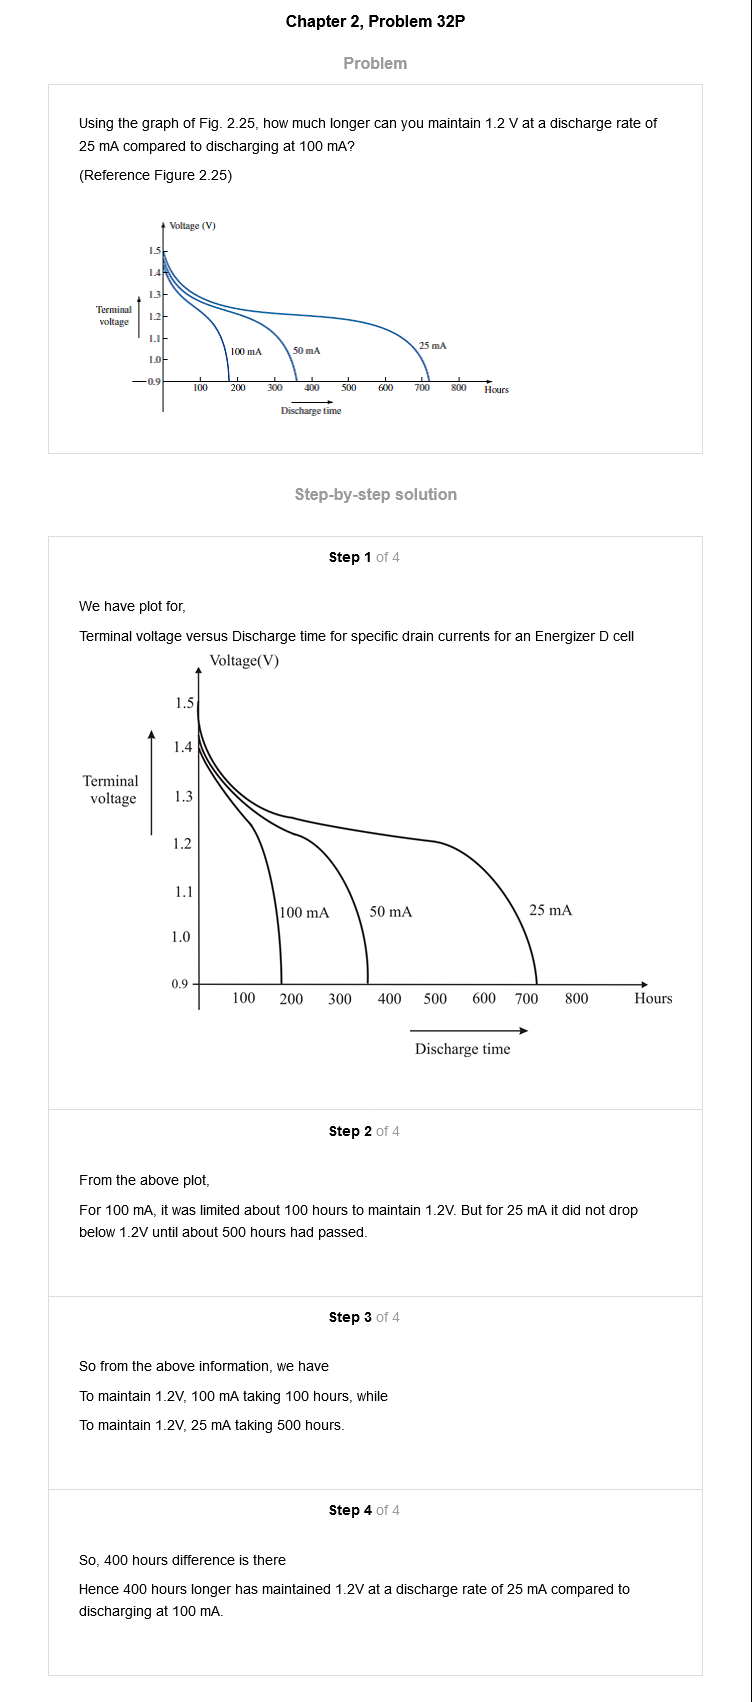 Chapter 2, Problem 32P
Problem
Using the graph of Fig. 2.25, how much longer can you maintain 1.2 V at a discharge rate of
25 mA compared to discharging at 100 mA?
(Reference Figure 2.25)
Voltage (V)
1.5
1.4
1.3
Terminal
voltage
1.2
1.1
1.0
0.9
100 mA
50 mA
25 mA
100 200 300 400 500 600 700 800 Hours
Discharge time
Step-by-step solution
Step 1 of 4
We have plot for,
Terminal voltage versus Discharge time for specific drain currents for an Energizer D cell
Voltage(V)
1.5
1.4
Terminal
voltage
1.3
1.2
1.1
100 mA 50 mA 25 mA
1.0
0.9
100 200 300 400 500 600 700 800 Hours
Discharge time
Step 2 of 4
From the above plot,
For 100 mA, it was limited about 100 hours to maintain 1.2V. But for 25 mA it did not drop
below 1.2V until about 500 hours had passed.
Step 3 of 4
So from the above information, we have
To maintain 1.2V, 100 mA taking 100 hours, while
To maintain 1.2V, 25 mA taking 500 hours.
Step 4 of 4
So, 400 hours difference is there
Hence 400 hours longer has maintained 1.2V at a discharge rate of 25 mA compared to
discharging at 100 mA.